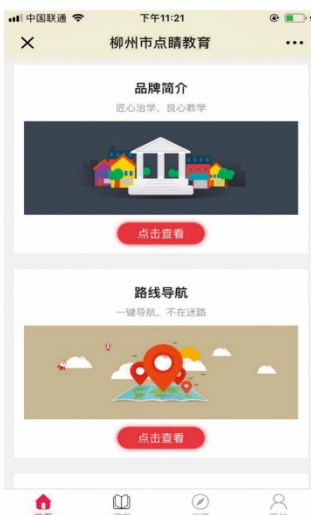 中国联通
下午11:21
柳州市点睛教育
品牌简介
匠心治学，良心教学
点击查看
路线导航
一键导航，不在迷路
点击查看